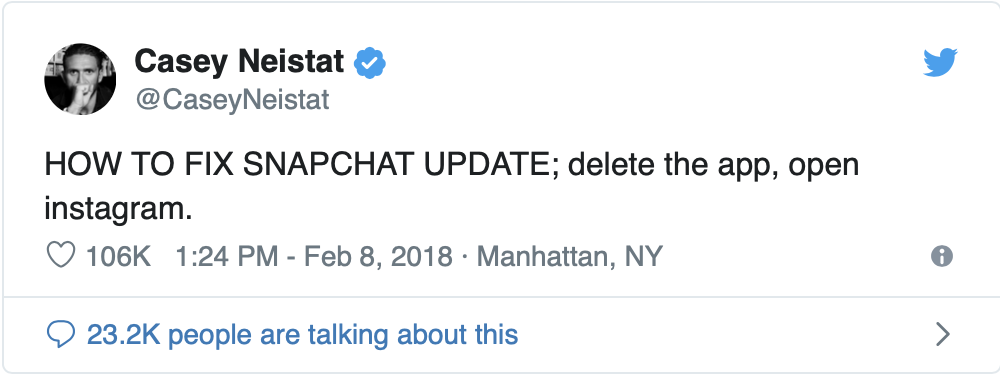 Casey Neistat
@CaseyNeistat
HOW TO FIX SNAPCHAT UPDATE; delete the app, open
instagram.
106K 1:24 PM - Feb 8, 2018 · Manhattan, NY
23.2K people are talking about this